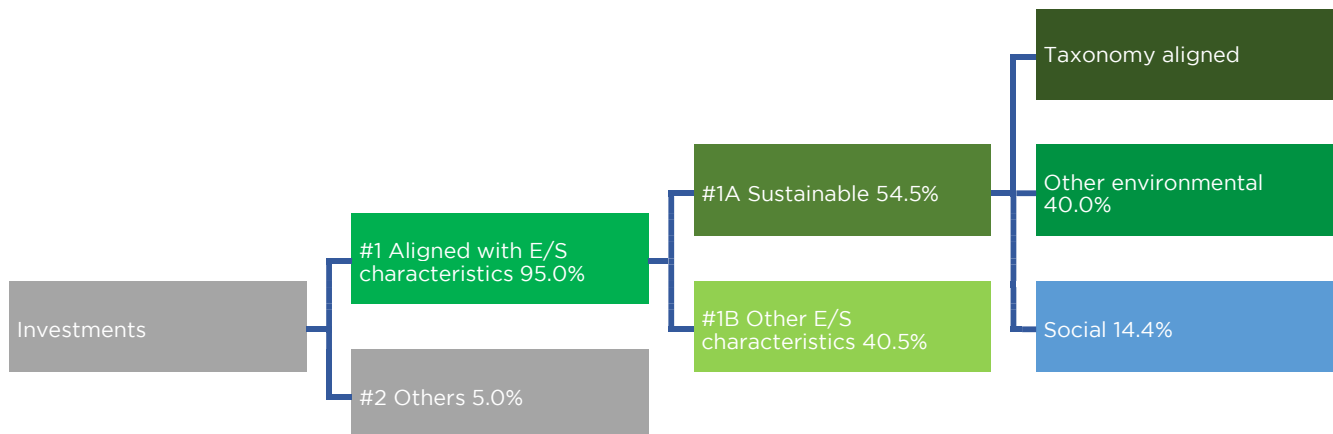 Investments
#1 Aligned with E/S
characteristics 95.0%
#2 Others 5.0%
#1A Sustainable 54.5%
#1B Other E/S
characteristics 40.5%
Taxonomy aligned
Other environmental
40.0%
Social 14.4%